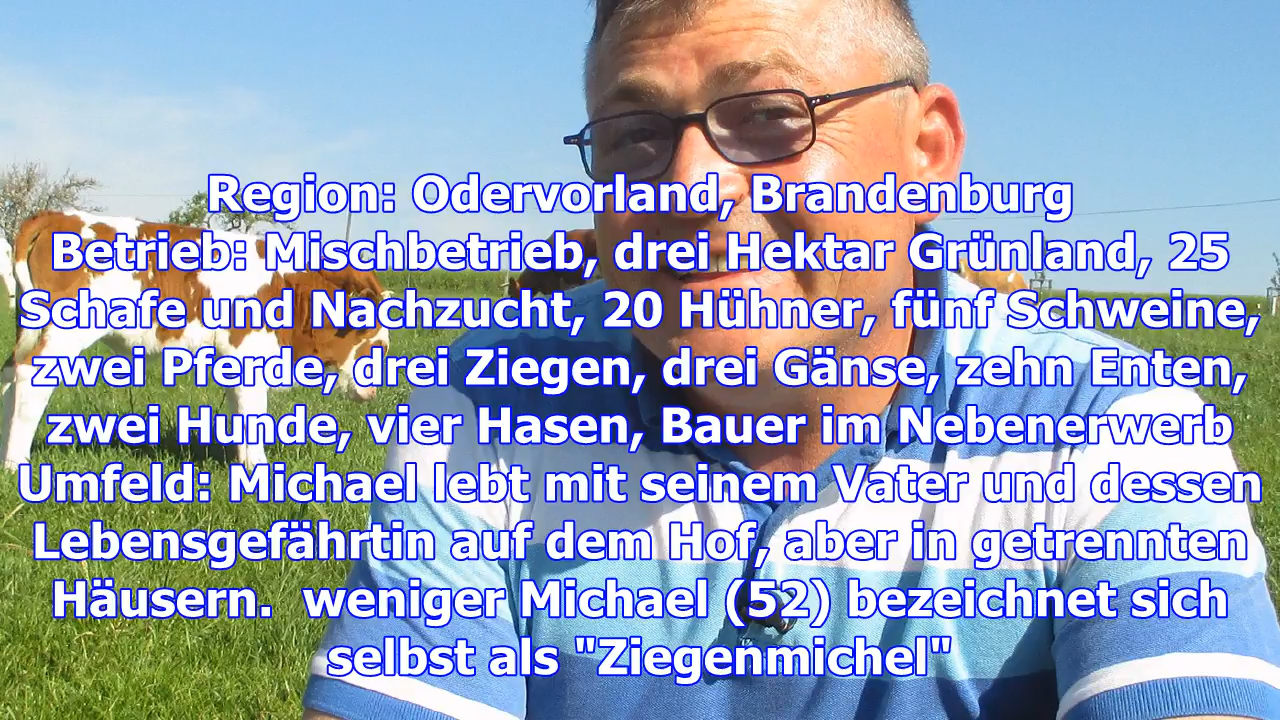 Region: Odervorland, Brandenburg
Betrieb: Mischbetrieb, drei Hektar Grünland, 25
Schafe und Nachzucht, 20 Hühner, fünf Schweine,
zwei Pferde, drei Ziegen, drei Gänse, zehn Enten,
zwei Hunde, vier Hasen, Bauer im Nebenerwerb
Umfeld: Michael lebt mit seinem Vater und dessen
Lebensgefährtin auf dem Hof, aber in getrennten
Häusern.  weniger Michael (52) bezeichnet sich
selbst als "Ziegenmichel"